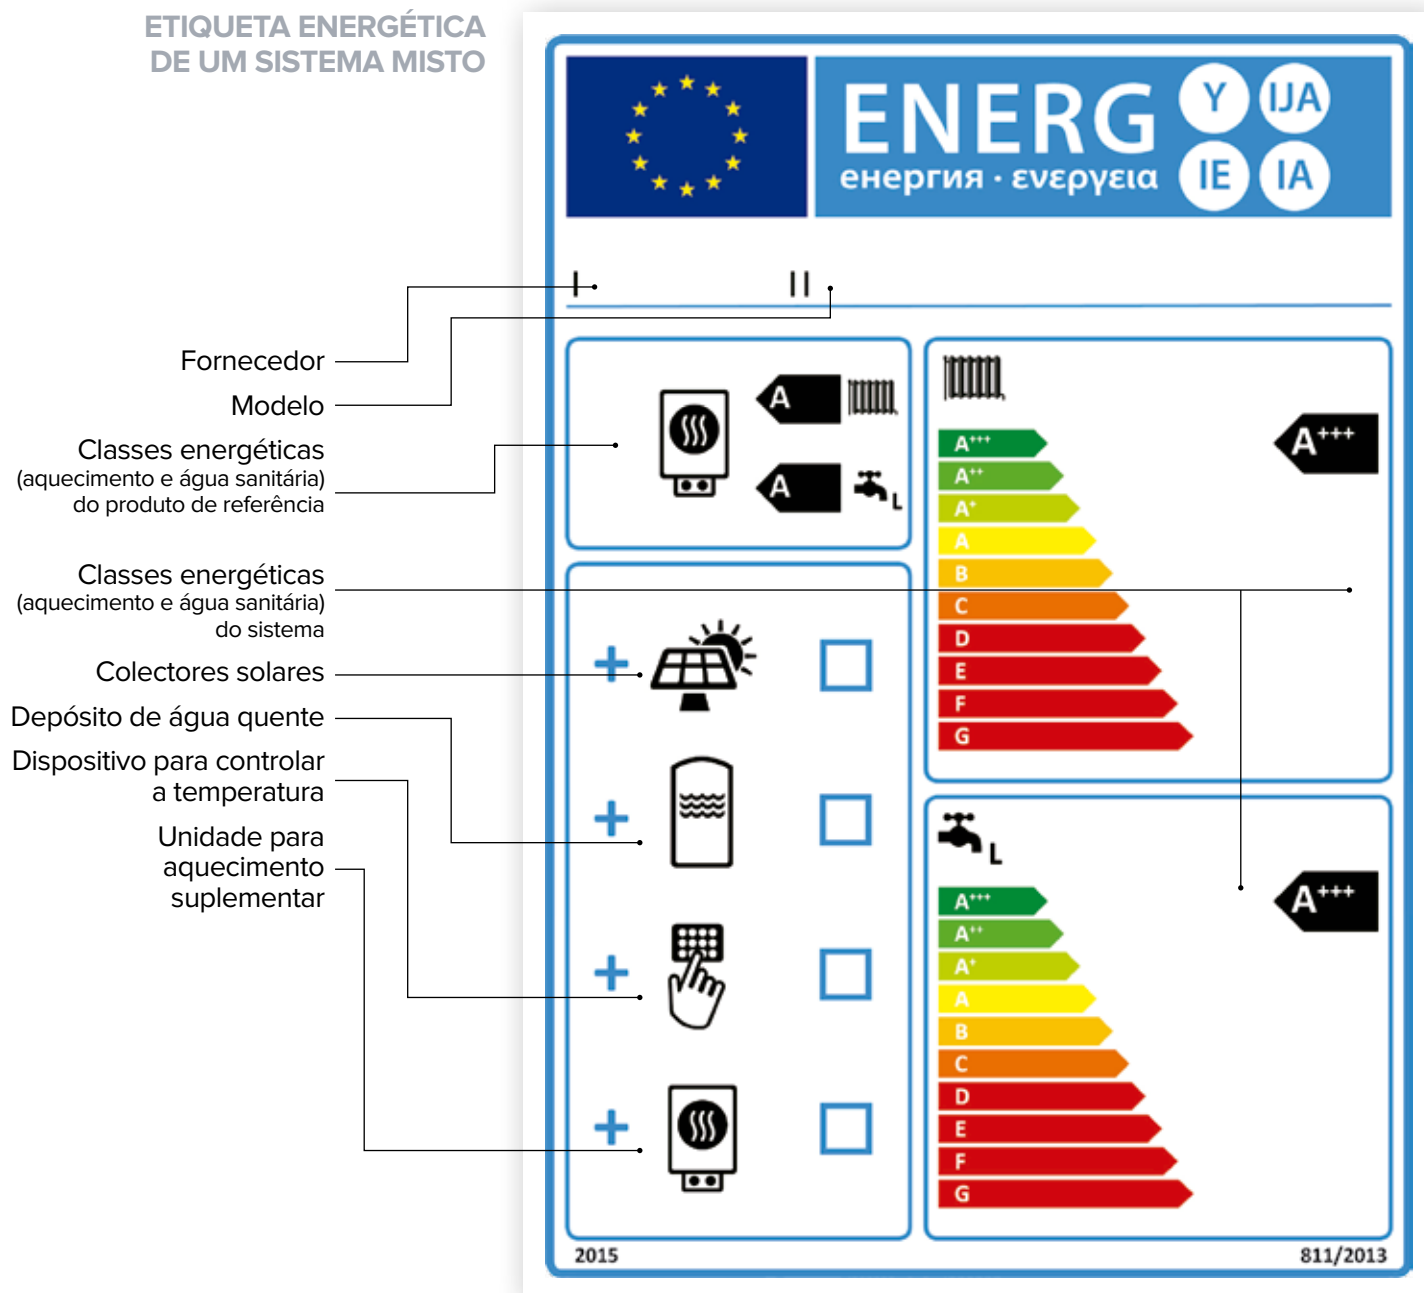 ETIQUETA ENERGÉTICA
DE UM SISTEMA MISTO
ENERG
Y IJA
IE IA
енергия · ενεργεια
I II
Fornecedor
Modelo
Classes energéticas
(aquecimento e água sanitária)
do produto de referência
Classes energéticas
(aquecimento e água sanitária)
do sistema
Colectores solares
Depósito de água quente
Dispositivo para controlar
a temperatura
Unidade para
aquecimento
suplementar
A
A
L
A+++
A++
A+
A
B
C
D
E
F
G
A+++
L
A+++
A++
A+
A
B
C
D
E
F
G
A+++
+
+
+
+
2015
811/2013